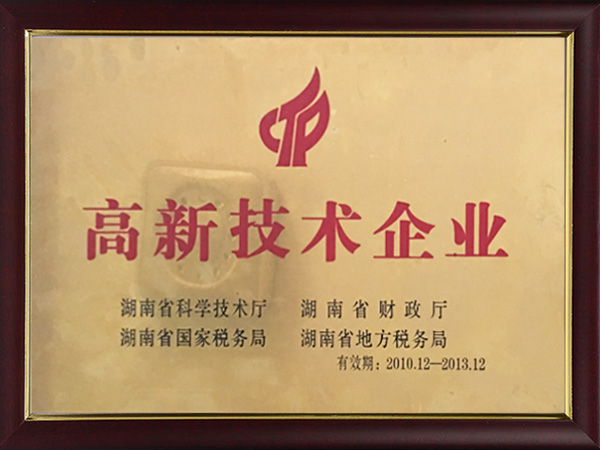 CTP
高新技术企业
湖南省科学技术厅 湖南省财政厅
湖南省国家税务局 湖南省地方税务局
有效期：2010.12—2013.12